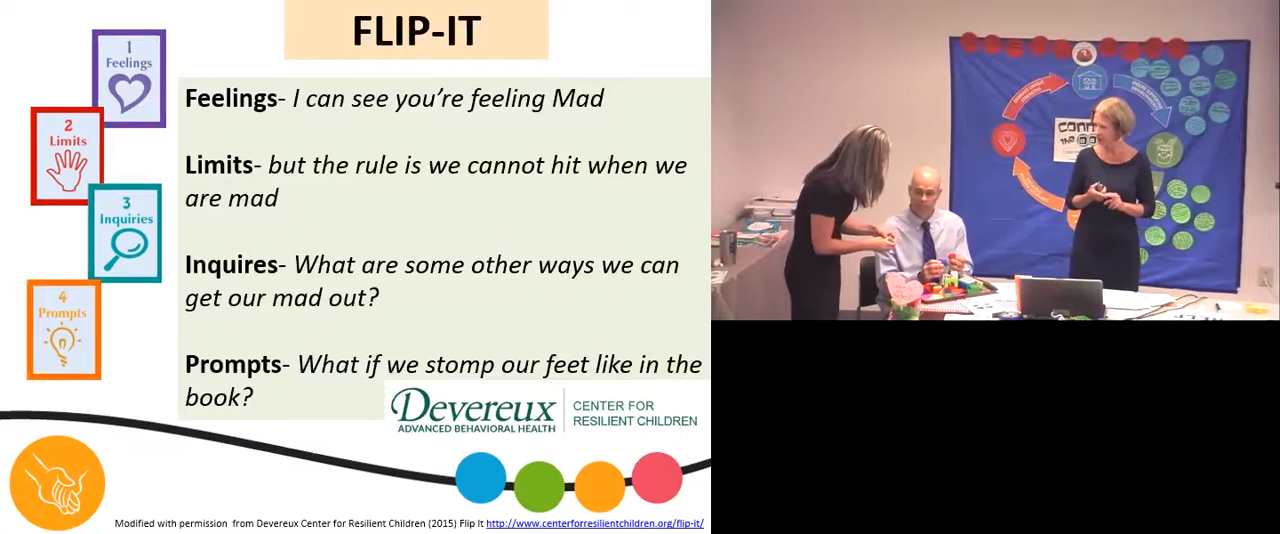 FLIP-IT
1
Feelings
2
Limits
3
Inquiries
4
Prompts
Feelings- I can see you're feeling Mad
Limits- but the rule is we cannot hit when we
are mad
Inquires- What are some other ways we can
get our mad out?
Prompts- What if we stomp our feet like in the
book?
Devereux
ADVANCED BEHAVIORAL HEALTH
CENTER FOR
RESILIENT CHILDREN
Modified with permission from Devereux Center for Resilient Children (2015) Flip It http://www.centerforresilientchildren.org/flip-it/